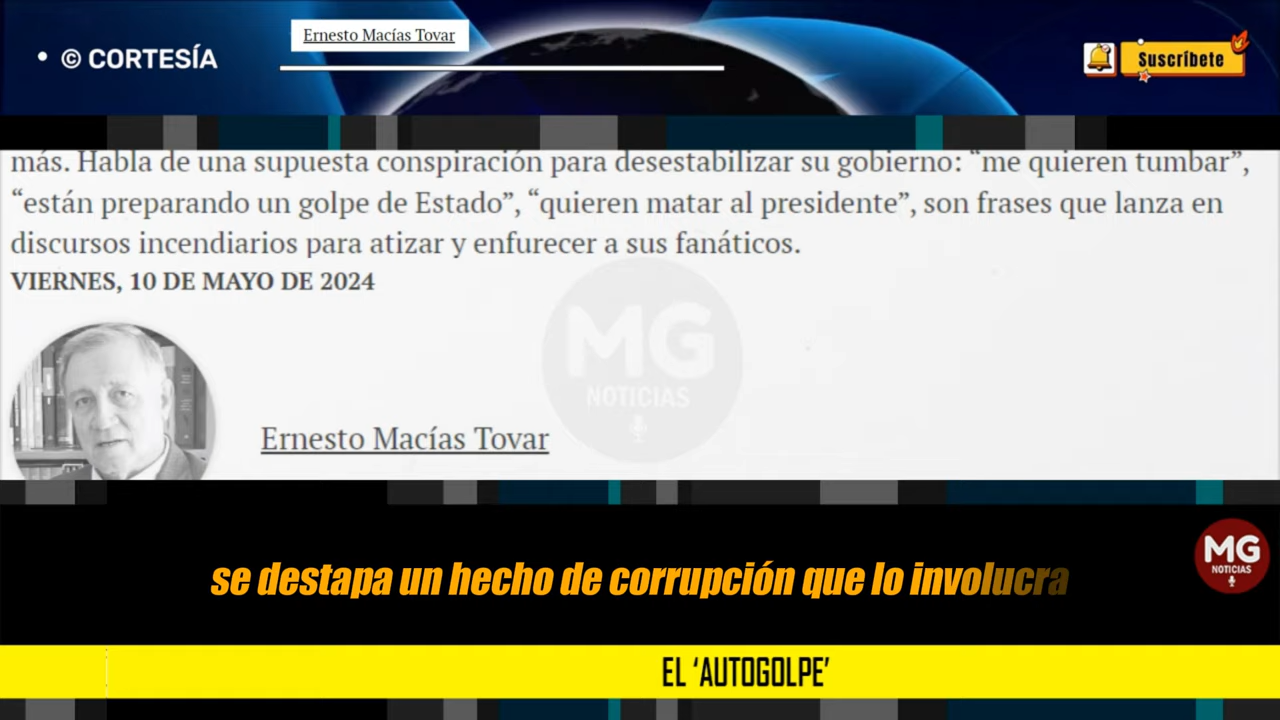 • © CORTESÍA
Ernesto Macías Tovar
Suscríbete
más. Habla de una supuesta conspiración para desestabilizar su gobierno: “me quieren tumbar”,
“están preparando un golpe de Estado”, “quieren matar al presidente”, son frases que lanza en
discursos incendiarios para atizar y enfurecer a sus fanáticos.
VIERNES, 10 DE MAYO DE 2024
MG
NOTICIAS
Ernesto Macías Tovar
se destapa un hecho de corrupción que lo involucra
MG
NOTICIAS
EL ‘AUTOGOLPE’